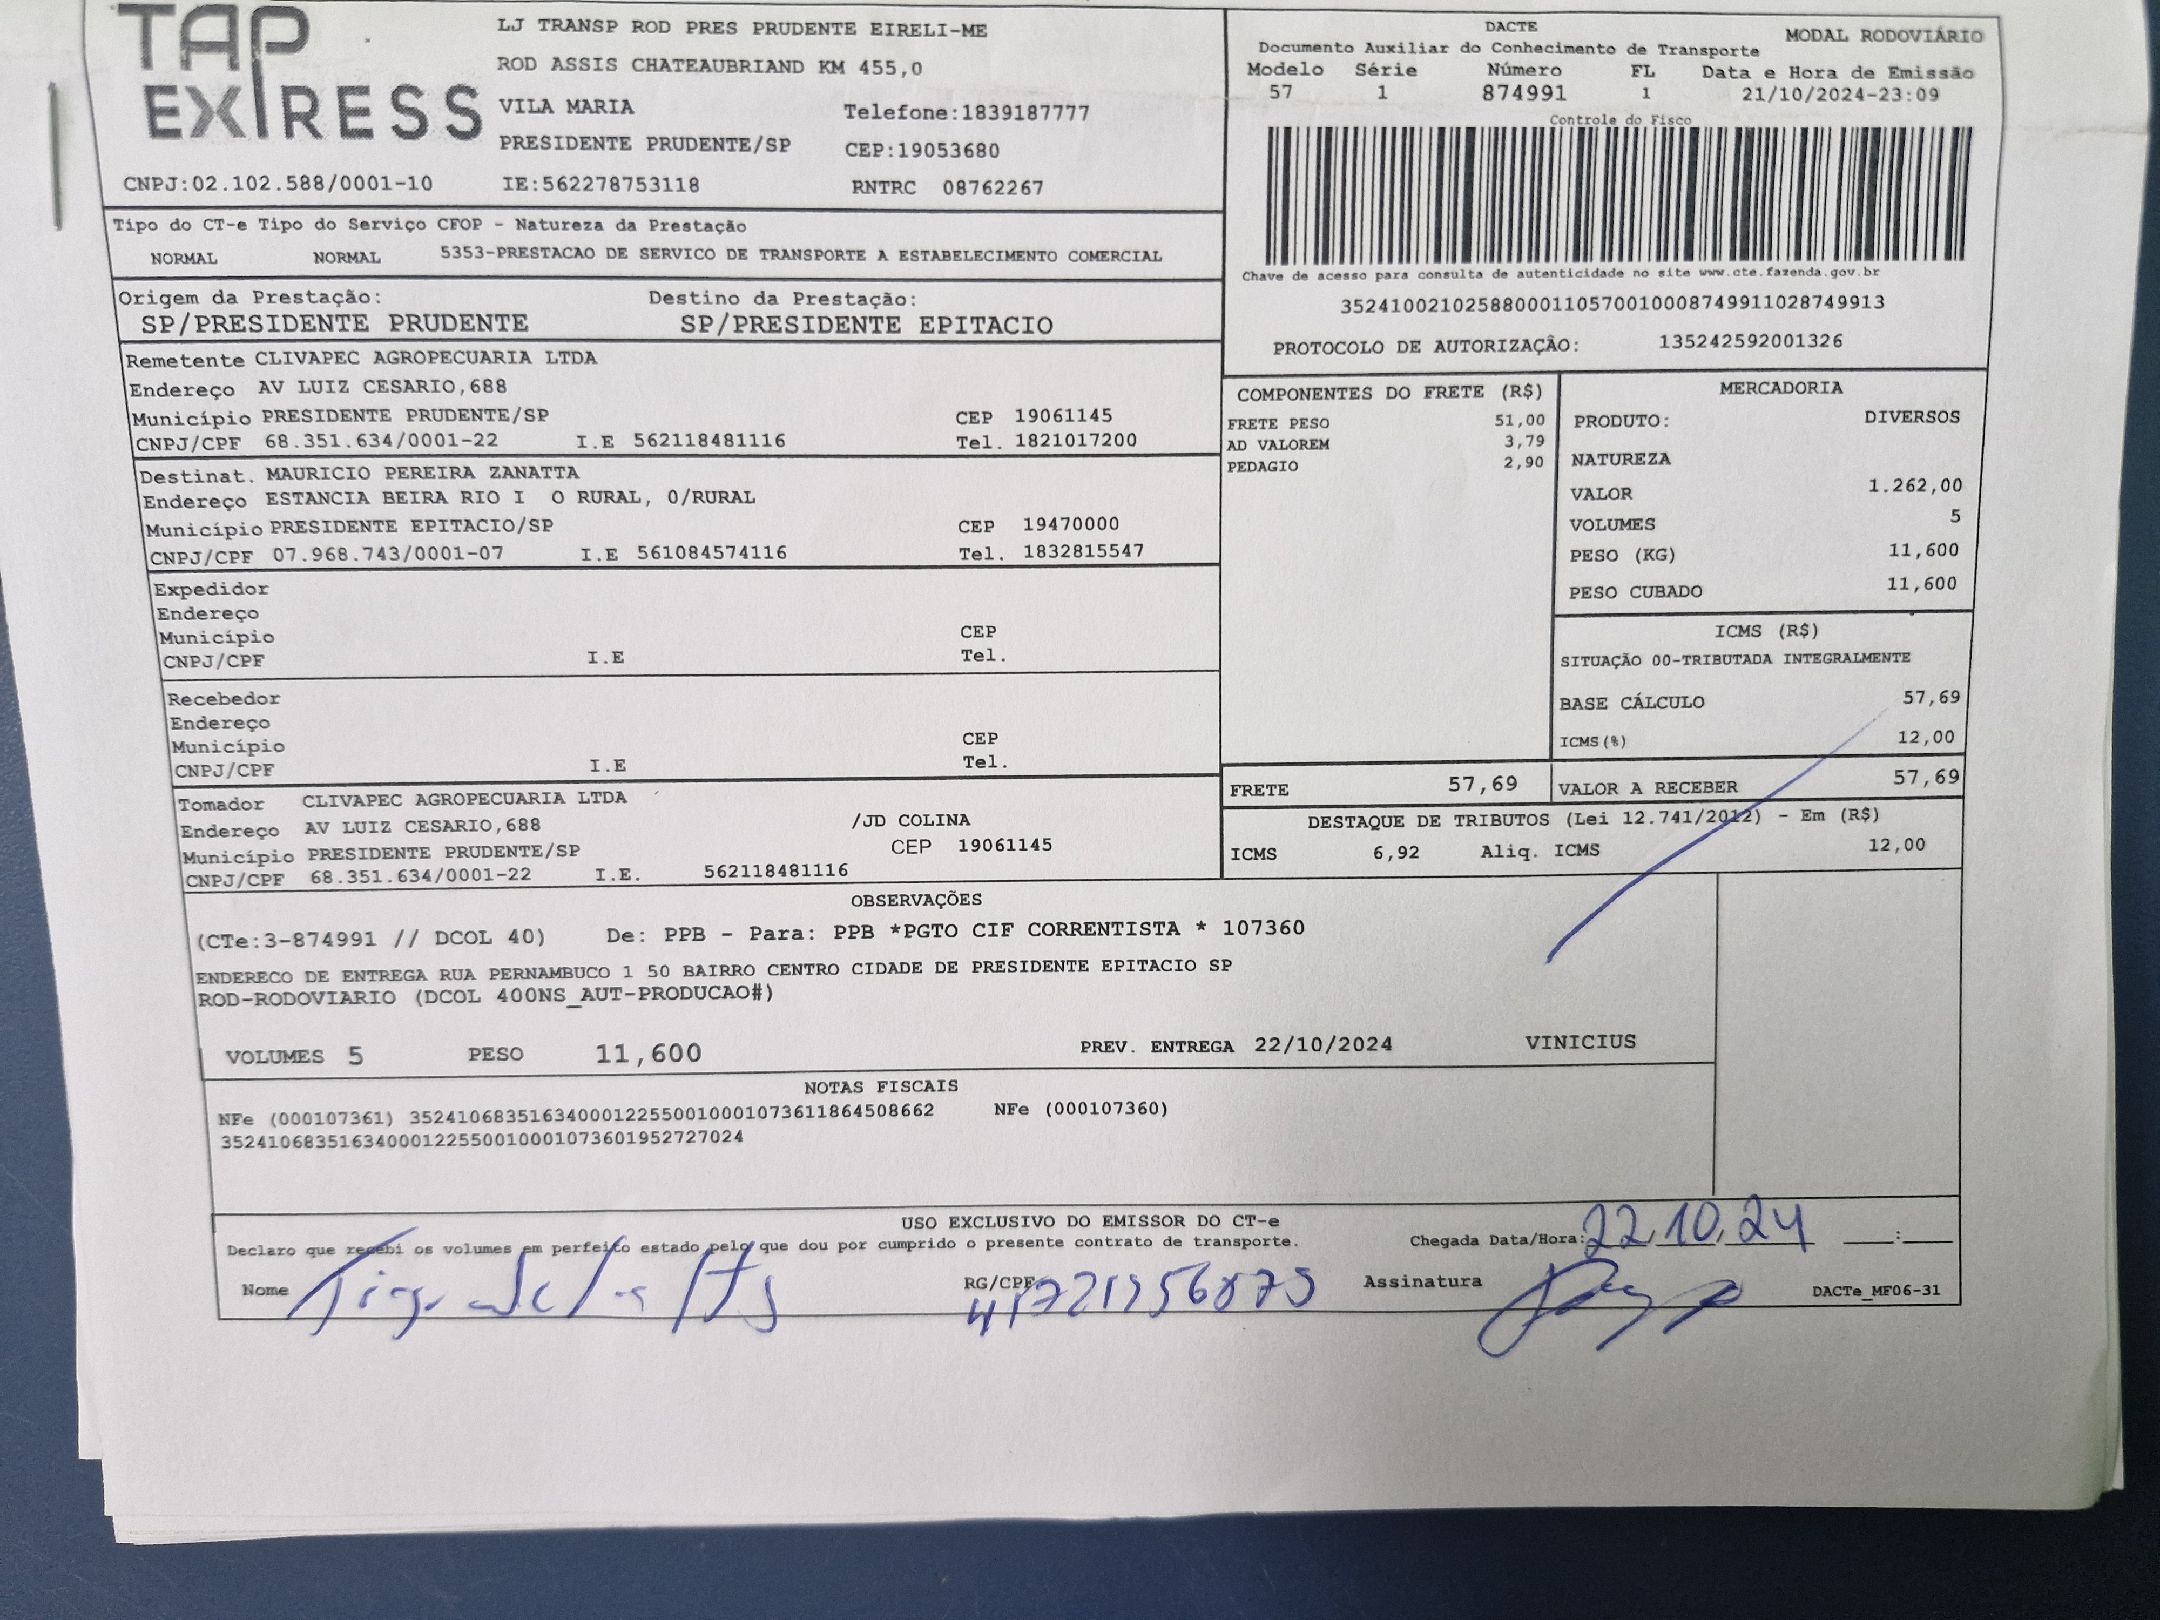 TAP EXPRESS
LJ TRANSP ROD PRES PRUDENTE EIRELI-ME
ROD ASSIS CHATEAUBRIAND KM 455,0
VILA MARIA Telefone:1839187777
PRESIDENTE PRUDENTE/SP CEP:19053680
CNPJ:02.102.588/0001-10 IE:562278753118 RNTRC 08762267
DACTE MODAL RODOVIÁRIO
Documento Auxiliar do Conhecimento de Transporte
Modelo Série Número FL Data e Hora de Emissão
57 1 874991 1 21/10/2024-23:09
Controle do Fisco
Chave de acesso para consulta de autenticidade no site www.cte.fazenda.gov.br
35241002102588000110570010008749911028749913
PROTOCOLO DE AUTORIZAÇÃO: 135242592001326
Tipo do CT-e Tipo do Serviço CFOP - Natureza da Prestação
NORMAL NORMAL 5353-PRESTACAO DE SERVICO DE TRANSPORTE A ESTABELECIMENTO COMERCIAL
Origem da Prestação: Destino da Prestação:
SP/PRESIDENTE PRUDENTE SP/PRESIDENTE EPITACIO
Remetente CLIVAPEC AGROPECUARIA LTDA
Endereço AV LUIZ CESARIO,688
Município PRESIDENTE PRUDENTE/SP CEP 19061145
CNPJ/CPF 68.351.634/0001-22 I.E 562118481116 Tel. 1821017200
Destinat. MAURICIO PEREIRA ZANATTA
Endereço ESTANCIA BEIRA RIO I O RURAL, 0/RURAL
Município PRESIDENTE EPITACIO/SP CEP 19470000
CNPJ/CPF 07.968.743/0001-07 I.E 561084574116 Tel. 1832815547
Expedidor
Endereço
Município CEP
CNPJ/CPF I.E Tel.
Recebedor
Endereço
Município CEP
CNPJ/CPF I.E Tel.
Tomador CLIVAPEC AGROPECUARIA LTDA
Endereço AV LUIZ CESARIO,688 /JD COLINA
Município PRESIDENTE PRUDENTE/SP CEP 19061145
CNPJ/CPF 68.351.634/0001-22 I.E. 562118481116
COMPONENTES DO FRETE (R$)
FRETE PESO 51,00
AD VALOREM 3,79
PEDAGIO 2,90
MERCADORIA
PRODUTO: DIVERSOS
NATUREZA
VALOR 1.262,00
VOLUMES 5
PESO (KG) 11,600
PESO CUBADO 11,600
ICMS (R$)
SITUAÇÃO 00-TRIBUTADA INTEGRALMENTE
BASE CÁLCULO 57,69
ICMS(%) 12,00
FRETE 57,69 VALOR A RECEBER 57,69
DESTAQUE DE TRIBUTOS (Lei 12.741/2012) - Em (R$)
ICMS 6,92 Aliq. ICMS 12,00
OBSERVAÇÕES
(CTe:3-874991 // DCOL 40) De: PPB - Para: PPB *PGTO CIF CORRENTISTA * 107360
ENDERECO DE ENTREGA RUA PERNAMBUCO 1 50 BAIRRO CENTRO CIDADE DE PRESIDENTE EPITACIO SP
ROD-RODOVIARIO (DCOL 400NS_AUT-PRODUCAO#)
VOLUMES 5 PESO 11,600 PREV. ENTREGA 22/10/2024 VINICIUS
NOTAS FISCAIS
NFe (000107361) 35241068351634000122550010001073611864508662 NFe (000107360)
35241068351634000122550010001073601952727024
USO EXCLUSIVO DO EMISSOR DO CT-e
Declaro que recebi os volumes em perfeito estado pelo que dou por cumprido o presente contrato de transporte. Chegada Data/Hora: 22.10.24 :
Nome RG/CPF Assinatura DACTe_MF06-31